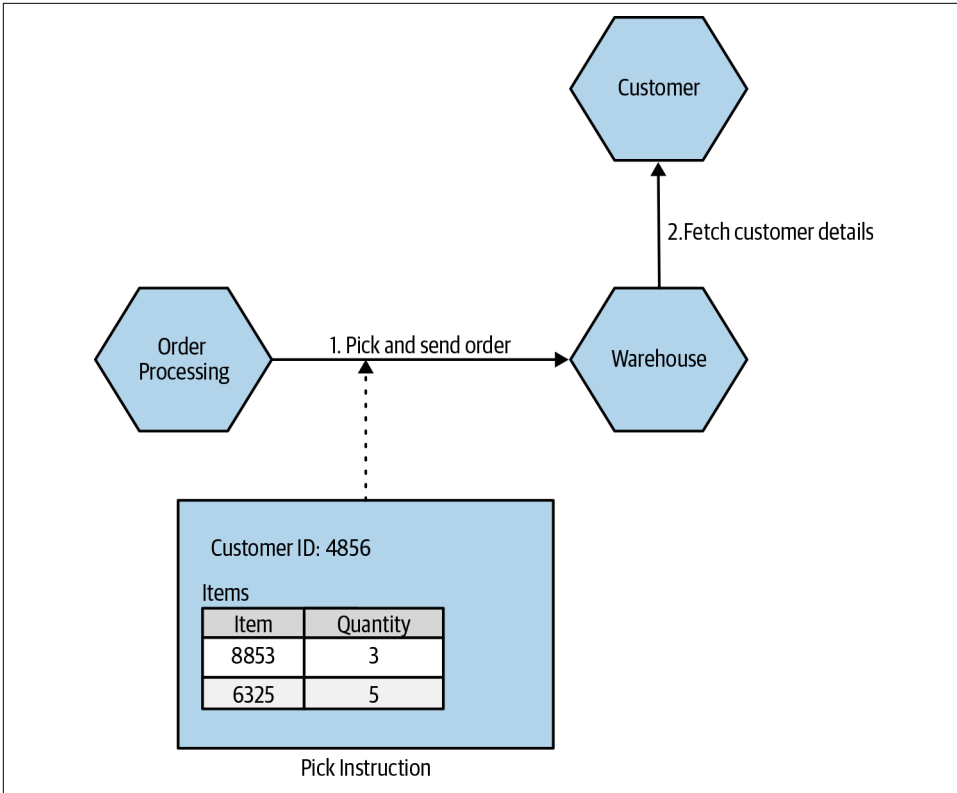 Customer
2.Fetch customer details
Order
Processing
1. Pick and send order
Warehouse
Customer ID: 4856
Items
Item Quantity
8853 3
6325 5
Pick Instruction